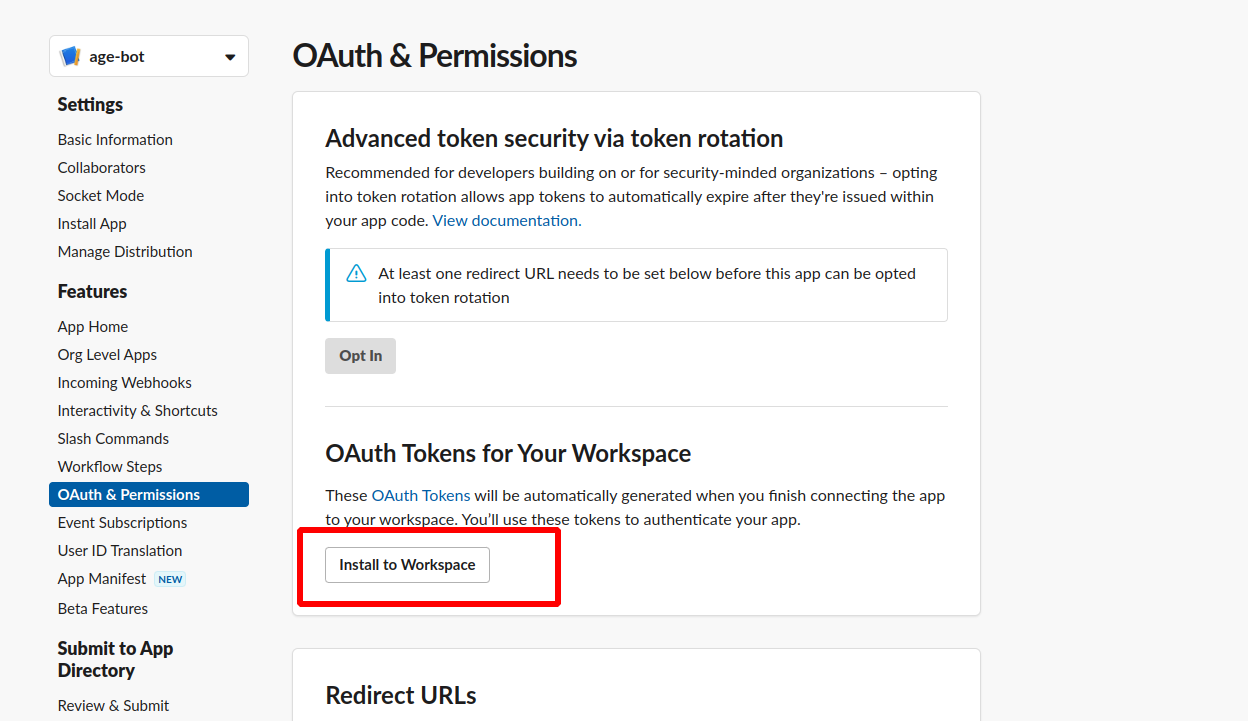 age-bot
Settings
Basic Information
Collaborators
Socket Mode
Install App
Manage Distribution
Features
App Home
Org Level Apps
Incoming Webhooks
Interactivity & Shortcuts
Slash Commands
Workflow Steps
OAuth & Permissions
Event Subscriptions
User ID Translation
App Manifest NEW
Beta Features
Submit to App
Directory
Review & Submit
OAuth & Permissions
Advanced token security via token rotation
Recommended for developers building on or for security-minded organizations – opting
into token rotation allows app tokens to automatically expire after they're issued within
your app code. View documentation.
At least one redirect URL needs to be set below before this app can be opted
into token rotation
Opt In
OAuth Tokens for Your Workspace
These OAuth Tokens will be automatically generated when you finish connecting the app
to your workspace. You’ll use these tokens to authenticate your app.
Install to Workspace
Redirect URLs